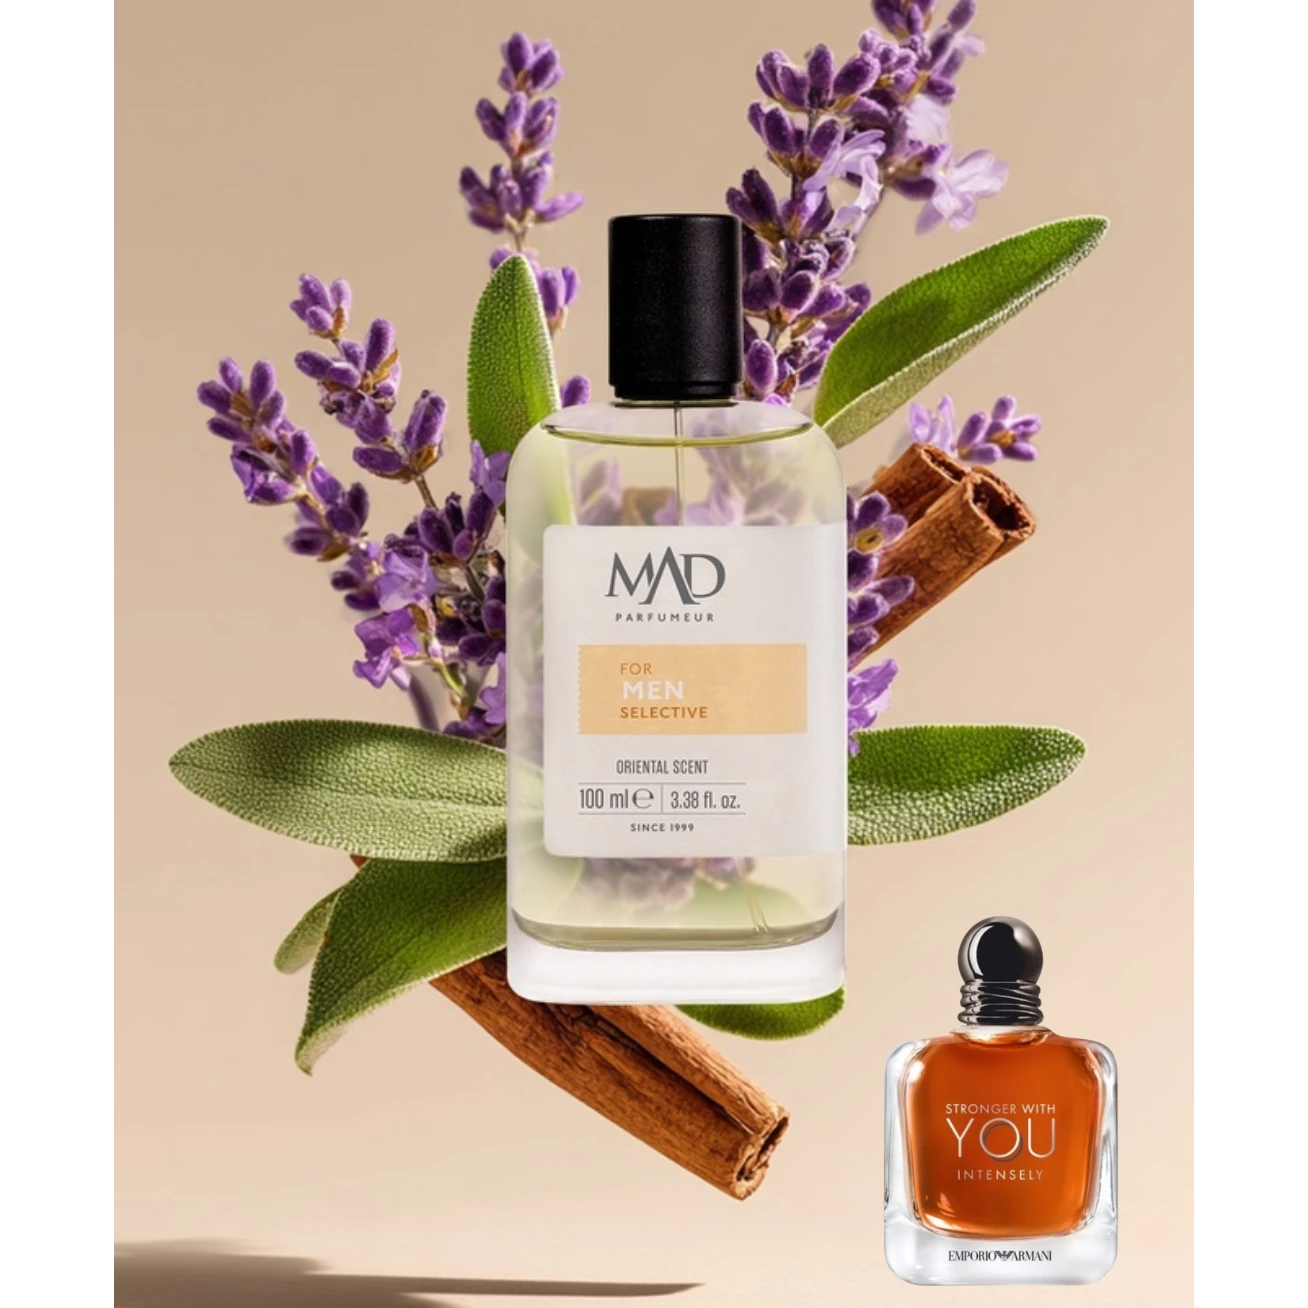 MAD
PARFUMEUR
FOR
MEN
SELECTIVE
ORIENTAL SCENT
100 ml ℮ 3.38 fl. oz.
SINCE 1999
STRONGER WITH
YOU
INTENSELY
EMPORIO ARMANI